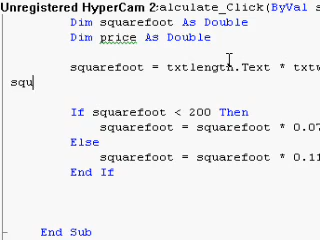 Unregistered HyperCam 2 alculate_Click(ByVal s
Dim squarefoot As Double
Dim price As Double
squarefoot = txtlength.Text * txtw
squ
If squarefoot < 200 Then
squarefoot = squarefoot * 0.07
Else
squarefoot = squarefoot * 0.11
End If
End Sub